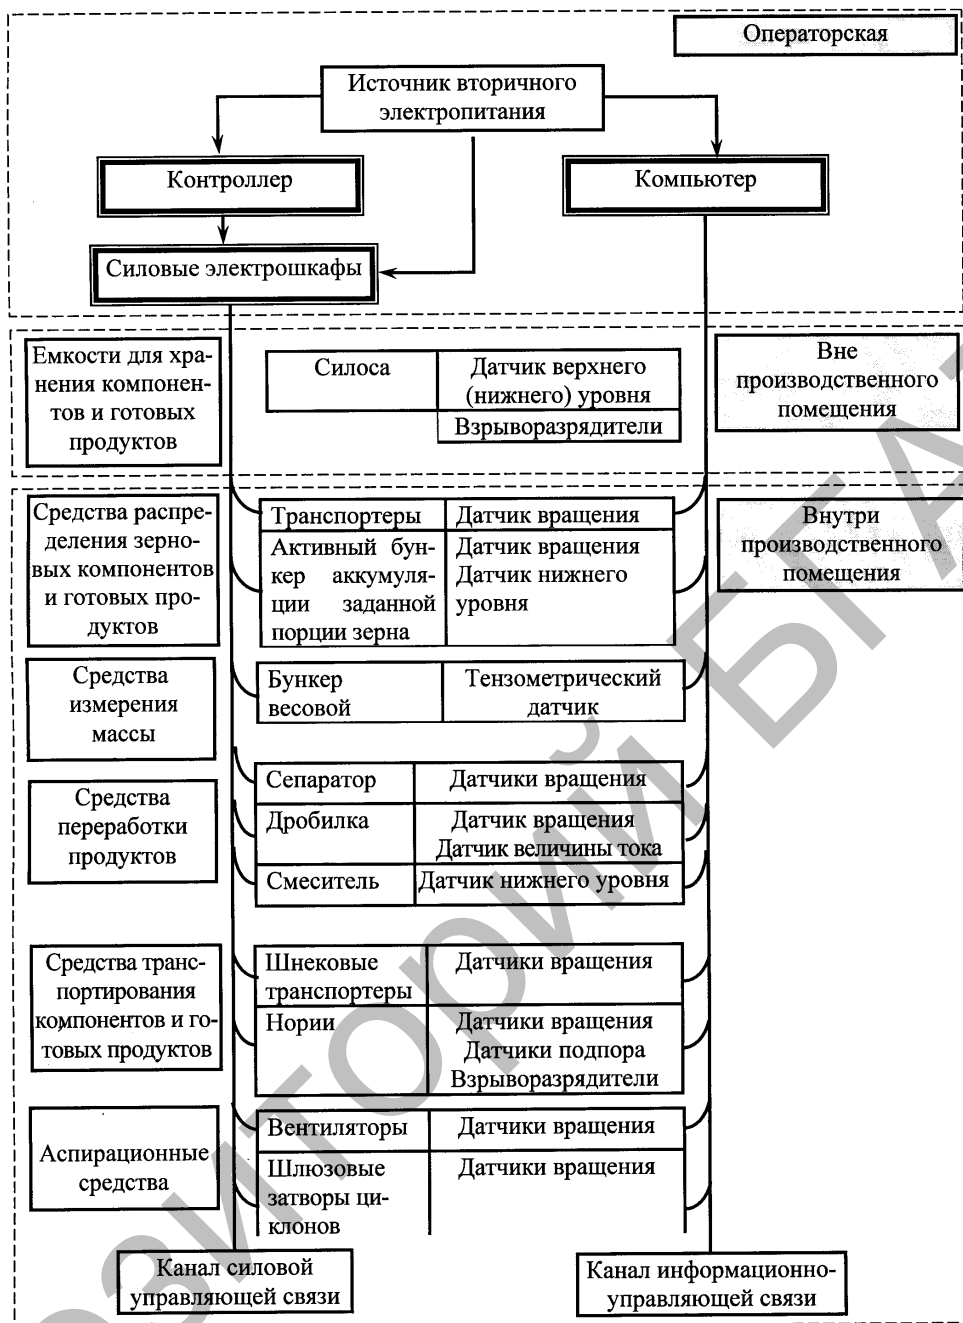 Операторская
Источник вторичного
электропитания
Контроллер
Компьютер
Силовые электрошкафы
Емкости для хра-
нения компонен-
тов и готовых
продуктов
Силоса
Датчик верхнего
(нижнего) уровня
Взрыворазрядители
Вне
производственного
помещения
Средства распре-
деления зерно-
вых компонентов
и готовых про-
дуктов
Транспортеры
Датчик вращения
Активный бун-
кер аккумуля-
ции заданной
порции зерна
Датчик вращения
Датчик нижнего
уровня
Внутри
производственного
помещения
Средства
измерения
массы
Бункер
весовой
Тензометрический
датчик
Средства
переработки
продуктов
Сепаратор
Датчики вращения
Дробилка
Датчик вращения
Датчик величины тока
Смеситель
Датчик нижнего уровня
Средства транс-
портирования
компонентов и го-
товых продуктов
Шнековые
транспортеры
Датчики вращения
Нории
Датчики вращения
Датчики подпора
Взрыворазрядители
Аспирационные
средства
Вентиляторы
Датчики вращения
Шлюзовые
затворы ци-
клонов
Датчики вращения
Канал силовой
управляющей связи
Канал информационно-
управляющей связи
зиторий БГА